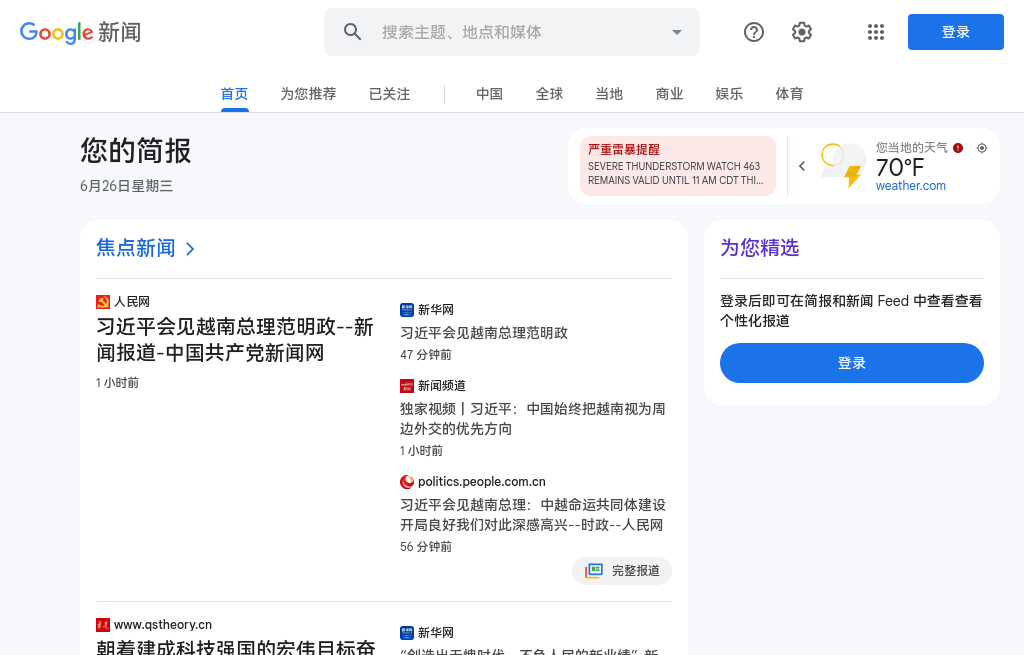 Google 新闻
搜索主题、地点和媒体
登录
首页
为您推荐
已关注
中国
全球
当地
商业
娱乐
体育
您的简报
6月26日星期三
严重雷暴提醒
SEVERE THUNDERSTORM WATCH 463
REMAINS VALID UNTIL 11 AM CDT THI...
您当地的天气
70°F
weather.com
焦点新闻
人民网
习近平会见越南总理范明政--新
闻报道-中国共产党新闻网
1 小时前
新华网
习近平会见越南总理范明政
47 分钟前
新闻频道
独家视频丨习近平：中国始终把越南视为周
边外交的优先方向
1 小时前
politics.people.com.cn
习近平会见越南总理：中越命运共同体建设
开局良好我们对此深感高兴--时政--人民网
56 分钟前
完整报道
为您精选
登录后即可在简报和新闻 Feed 中查看查看
个性化报道
登录
www.qstheory.cn
朝着建成科技强国的宏伟目标奋
新华网
“创造出无愧时代、不负人民的新业绩”-新